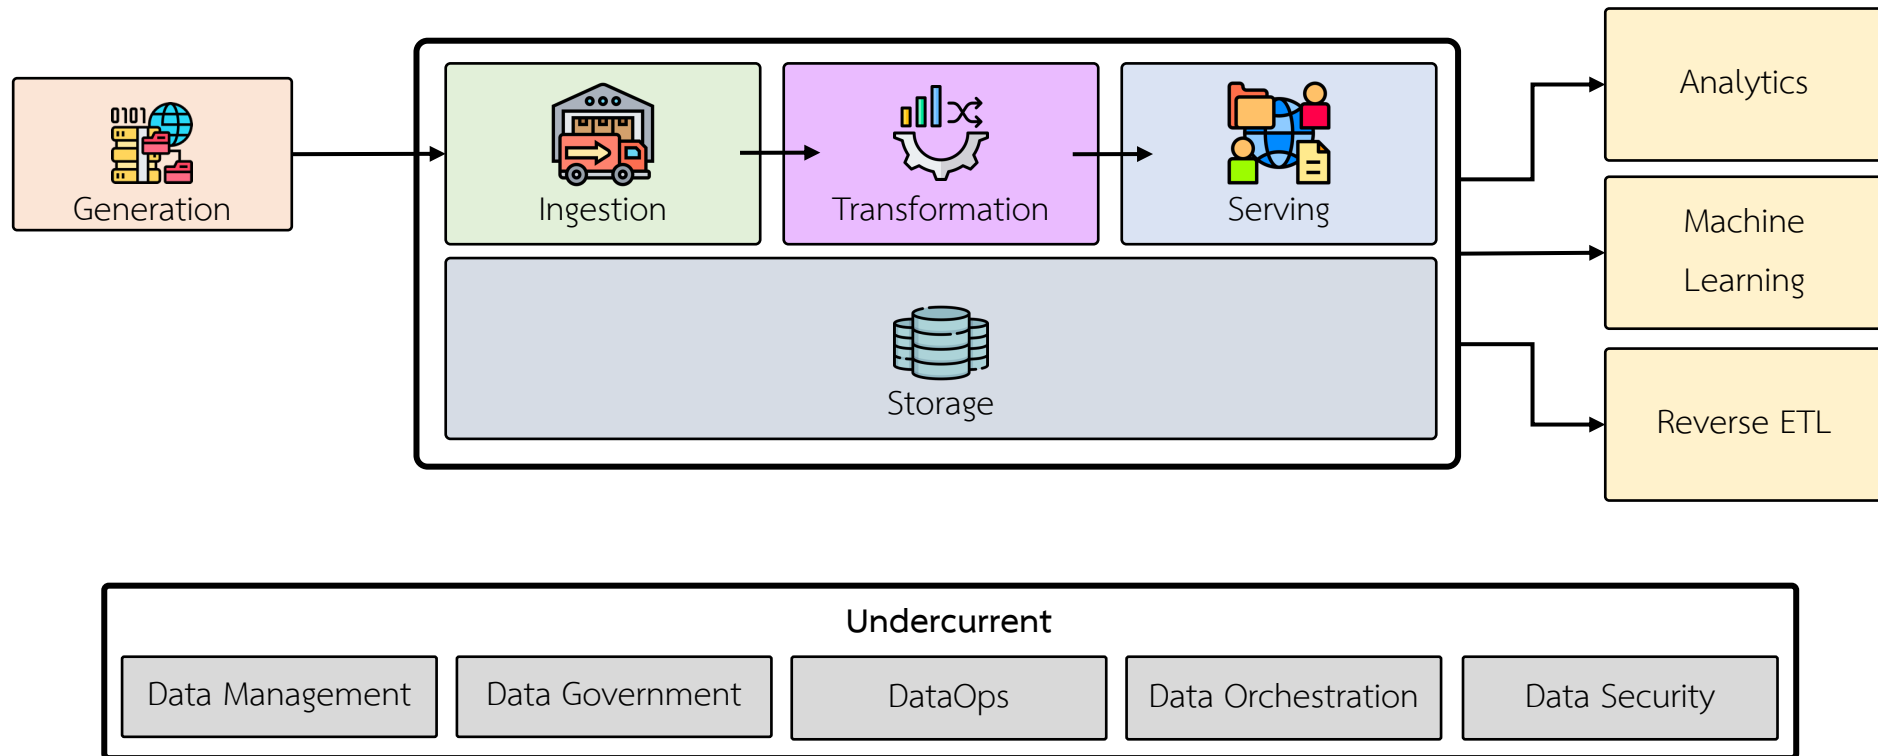 0101
Generation
Ingestion
Transformation
Serving
Storage
Analytics
Machine
Learning
Reverse ETL
Undercurrent
Data Management
Data Government
DataOps
Data Orchestration
Data Security